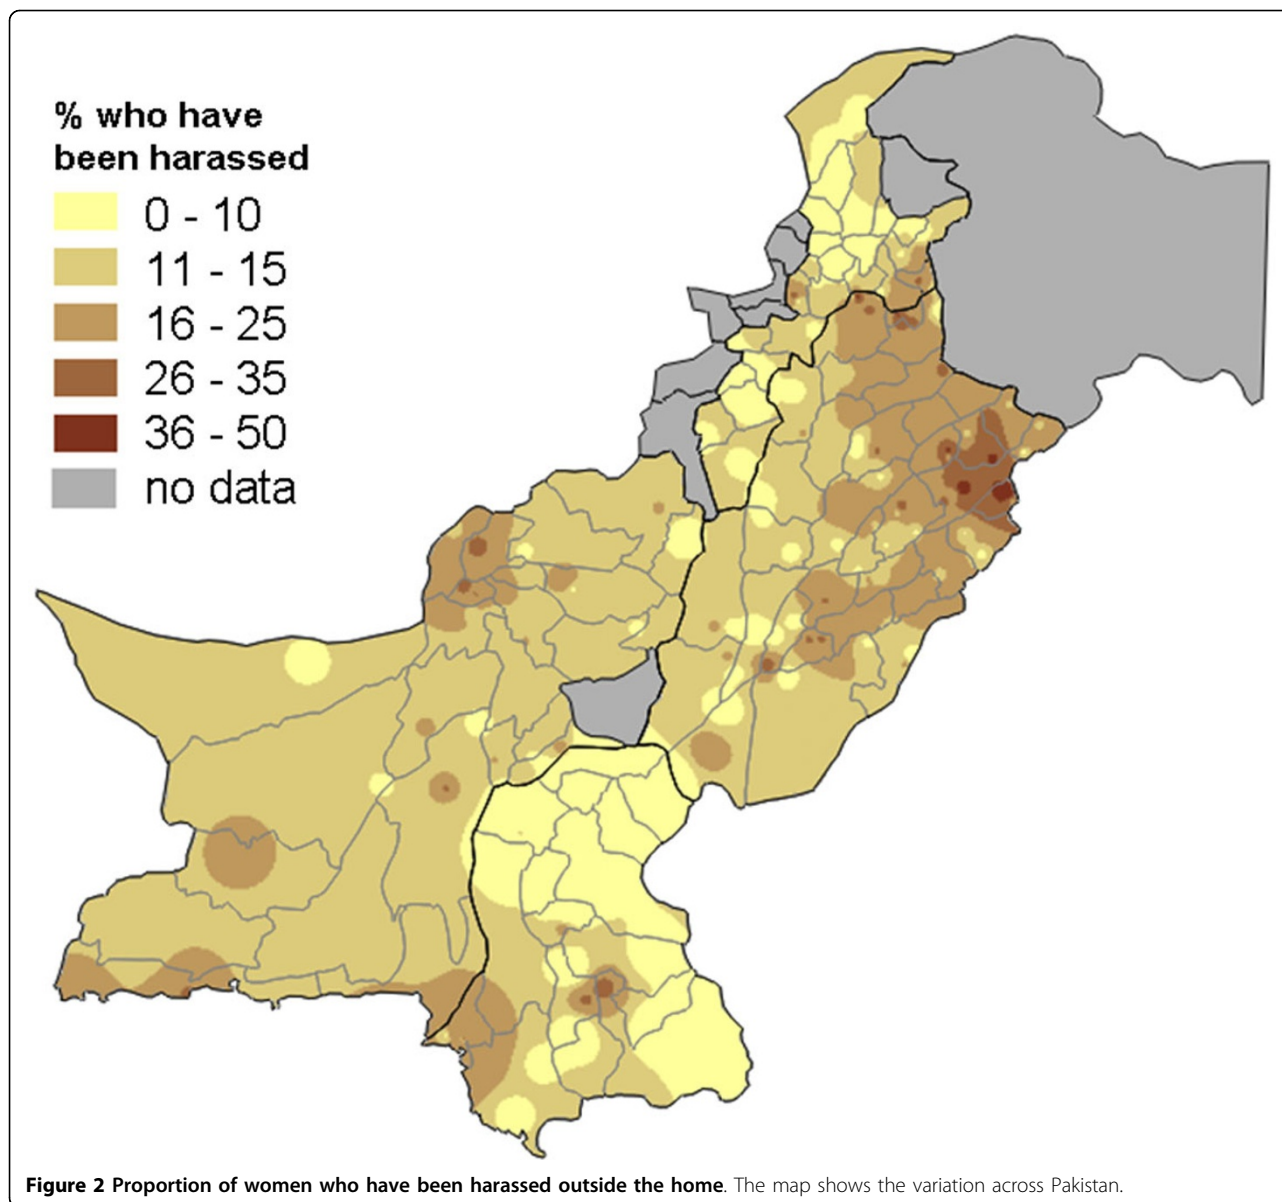 % who have
been harassed
0 - 10
11 - 15
16 - 25
26 - 35
36 - 50
no data
Figure 2 Proportion of women who have been harassed outside the home. The map shows the variation across Pakistan.